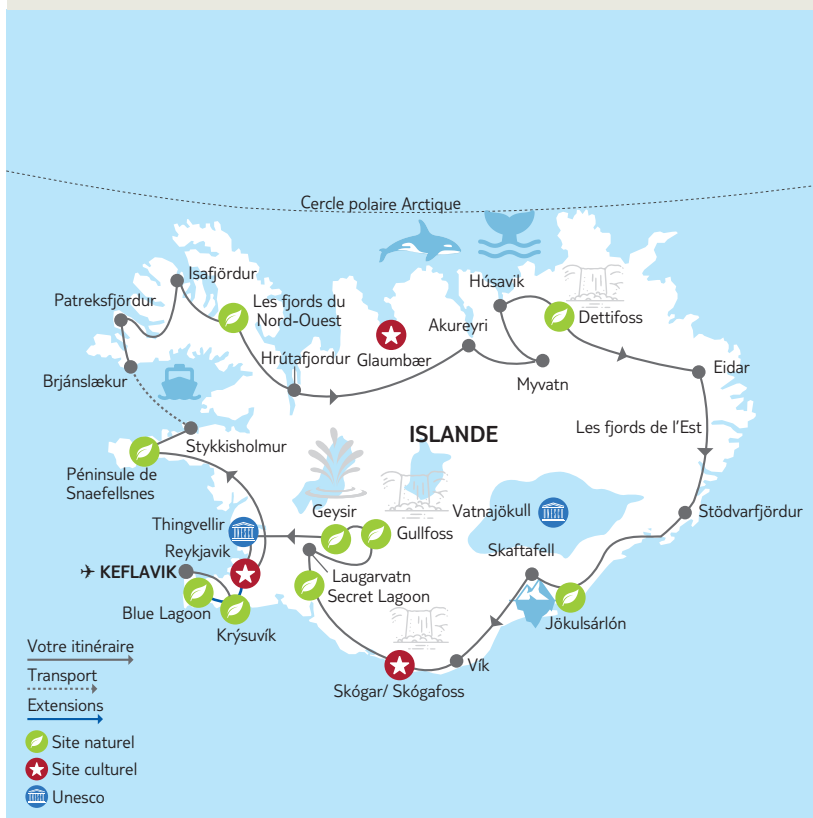 Cercle polaire Arctique
Isafjördur
Húsavik
Patreksfjördur
Les fjords du
Nord-Ouest
Dettifoss
Akureyri
Hrútafjordur
Glaumbær
Eidar
Brjánslækur
Myvatn
Les fjords de l'Est
ISLANDE
Stykkisholmur
Péninsule de
Snaefellsnes
Geysir
Vatnajökull
Stödvarfjördur
Thingvellir
Gullfoss
Reykjavik
Skaftafell
KEFLAVIK
Laugarvatn
Secret Lagoon
Blue Lagoon
Jökulsárlón
Krýsuvík
Votre itinéraire
Vík
Transport
Skógar/ Skógafoss
Extensions
Site naturel
Site culturel
Unesco